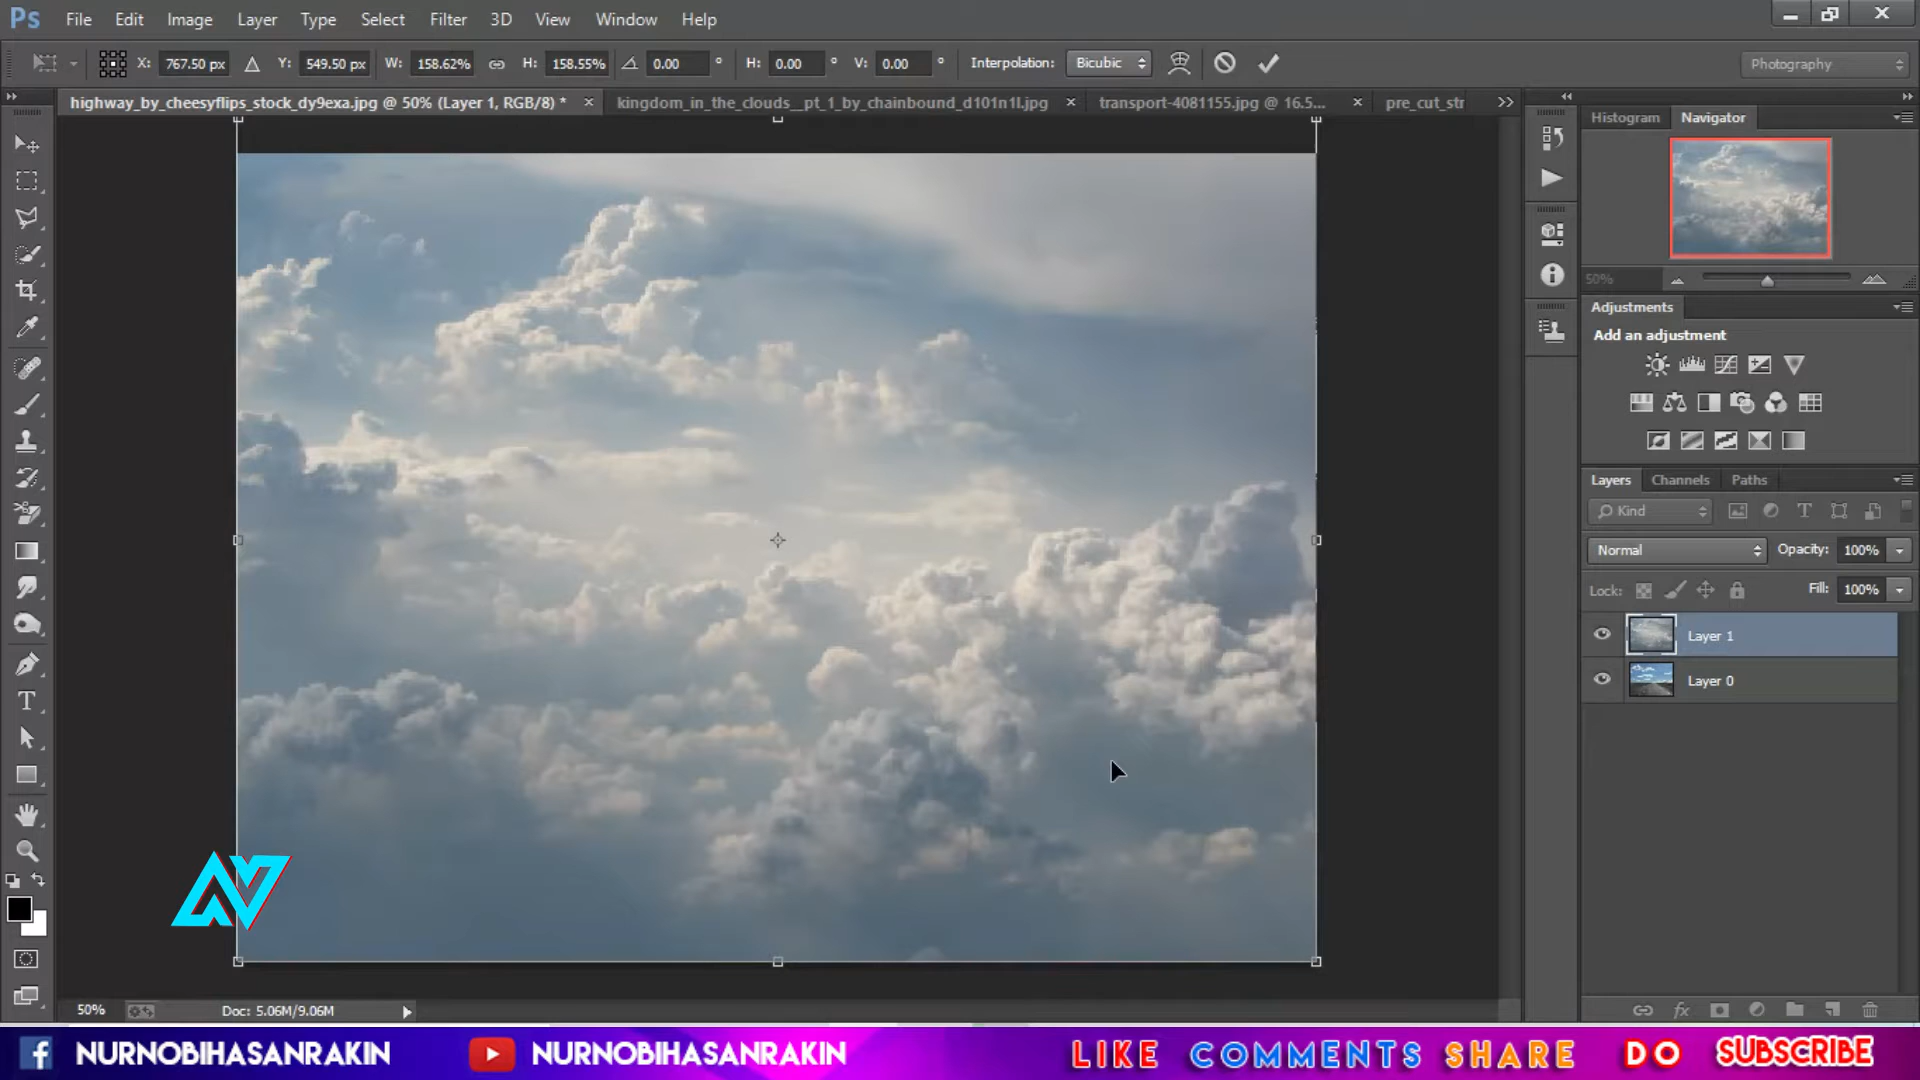 Ps File Edit Image Layer Type Select Filter 3D View Window Help
X: 767.50 px Y: 549.50 px W: 158.62% H: 158.55% 0.00 ° H: 0.00 ° V: 0.00 ° Interpolation: Bicubic Photography
highway_by_cheesyflips_stock_dy9exa.jpg @ 50% (Layer 1, RGB/8) * kingdom_in_the_clouds__pt_1_by_chainbound_d101n1l.jpg transport-4081155.jpg @ 16.5... pre_cut_str
Histogram Navigator
50%
Adjustments
Add an adjustment
Layers Channels Paths
Kind
Normal Opacity: 100%
Lock: Fill: 100%
Layer 1
Layer 0
50% Doc: 5.06M/9.06M
NURNOBIHASANRAKIN NURNOBIHASANRAKIN LIKE COMMENTS SHARE DO SUBSCRIBE